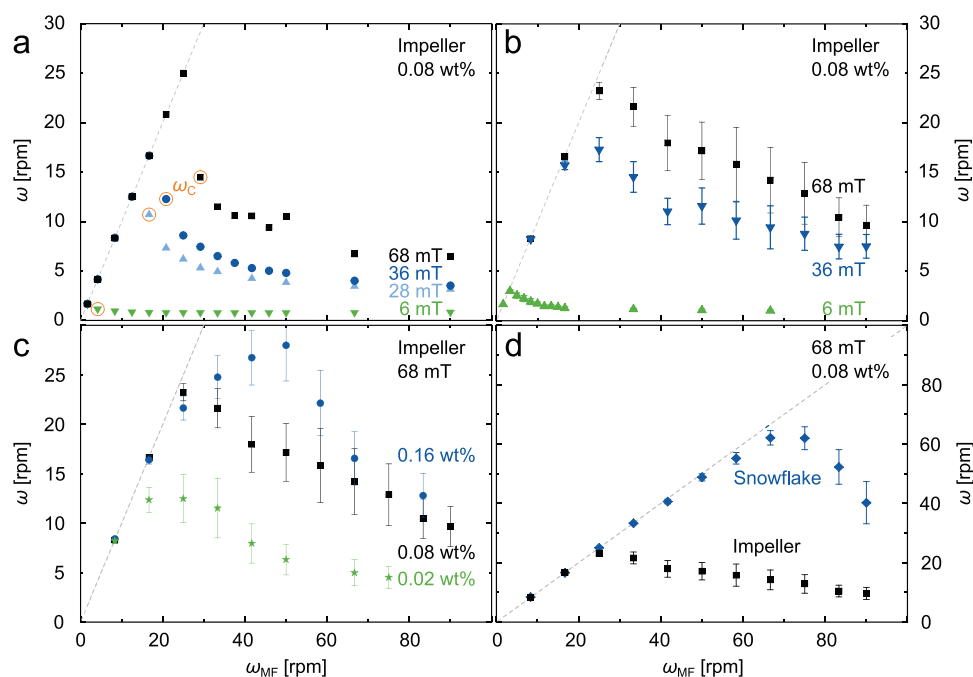 a
Impeller
0.08 wt%
30
25
20
15
10
5
0
ω [rpm]
ωC
68 mT
36 mT
28 mT
6 mT
b
Impeller
0.08 wt%
30
25
20
15
10
5
0
ω [rpm]
68 mT
36 mT
6 mT
c
Impeller
68 mT
30
25
20
15
10
5
0
ω [rpm]
0.16 wt%
0.08 wt%
0.02 wt%
0 20 40 60 80
ωMF [rpm]
d
68 mT
0.08 wt%
80
60
40
20
0
ω [rpm]
Snowflake
Impeller
0 20 40 60 80
ωMF [rpm]